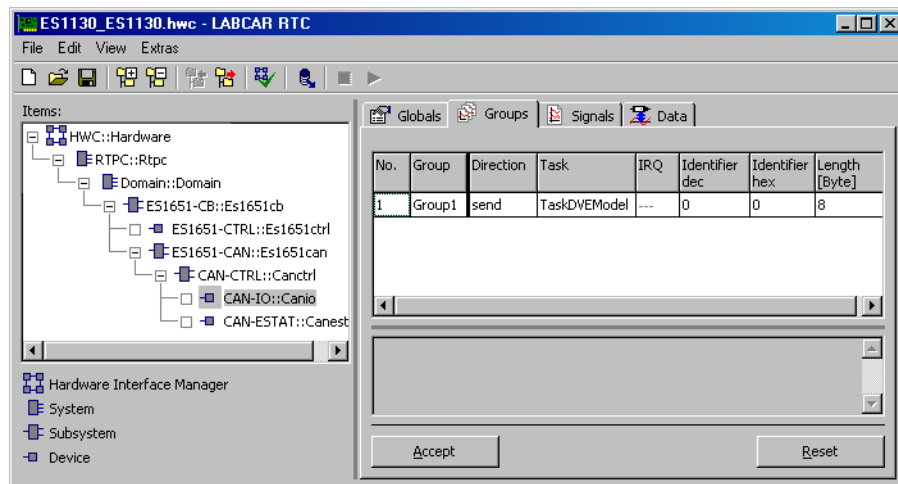 ES1130_ES1130.hwc - LABCAR RTC
File Edit View Extras
Items:
HWC::Hardware
RTPC::Rtpc
Domain::Domain
ES1651-CB::Es1651cb
ES1651-CTRL::Es1651ctrl
ES1651-CAN::Es1651can
CAN-CTRL::Canctrl
CAN-IO::Canio
CAN-ESTAT::Canest
Hardware Interface Manager
System
Subsystem
Device
Globals Groups Signals Data
No. Group Direction Task IRQ Identifier dec Identifier hex Length [Byte]
1 Group1 send TaskDVEModel --- 0 0 8
Accept Reset